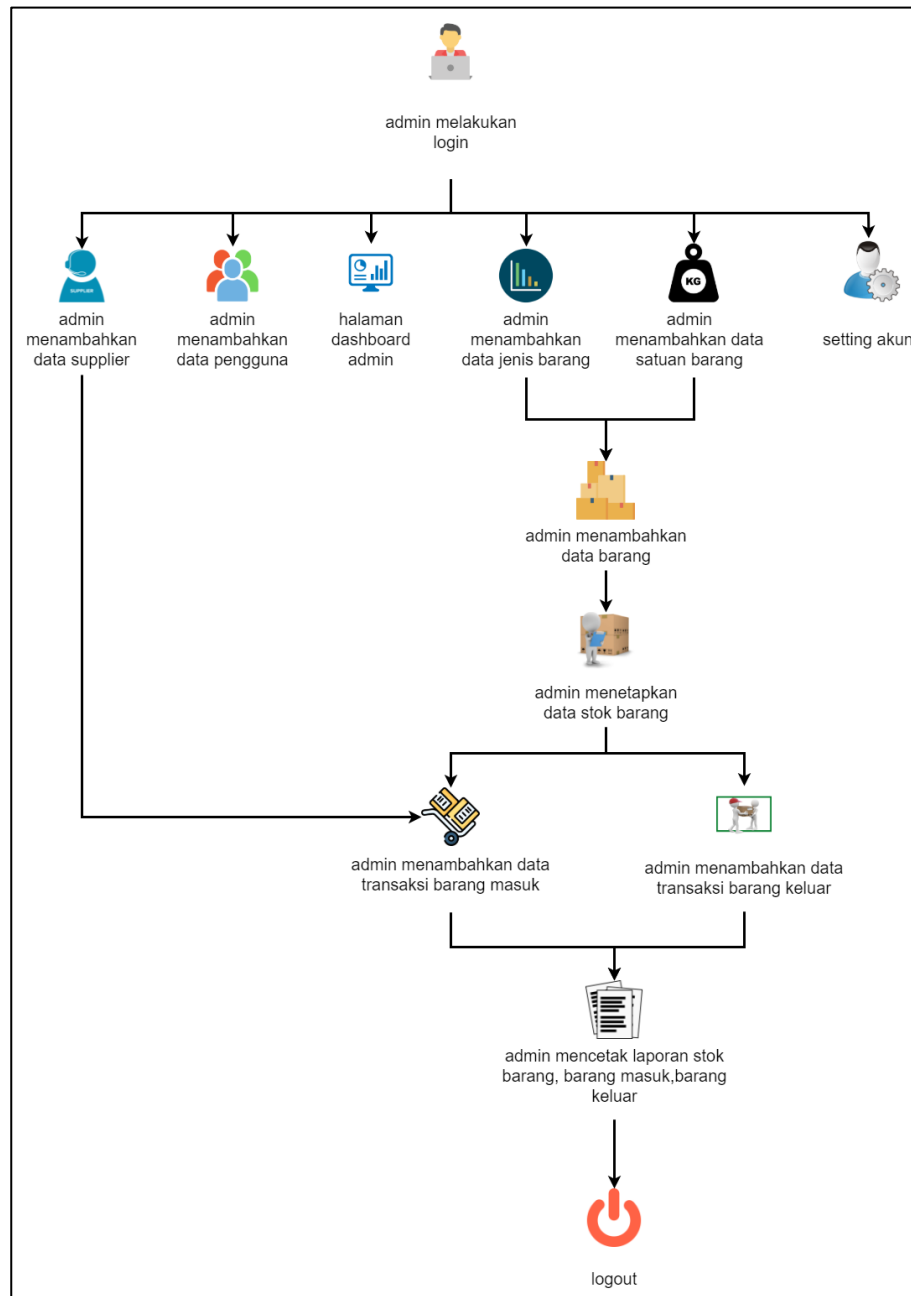 admin melakukan
login
SUPPLIER
KG
admin
menambahkan
data supplier
admin
menambahkan
data pengguna
halaman
dashboard
admin
admin
menambahkan
data jenis barang
admin
menambahkan data
satuan barang
setting akun
admin menambahkan
data barang
admin menetapkan
data stok barang
admin menambahkan data
transaksi barang masuk
admin menambahkan data
transaksi barang keluar
admin mencetak laporan stok
barang, barang masuk,barang
keluar
logout